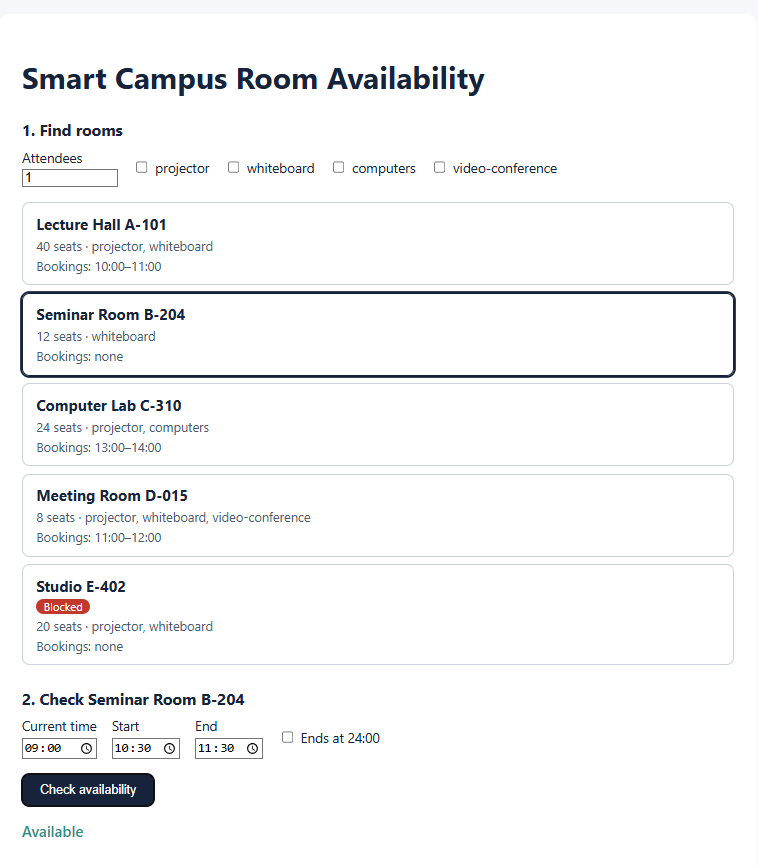 Smart Campus Room Availability
1. Find rooms
Attendees
1
projector whiteboard computers video-conference
Lecture Hall A-101
40 seats · projector, whiteboard
Bookings: 10:00–11:00
Seminar Room B-204
12 seats · whiteboard
Bookings: none
Computer Lab C-310
24 seats · projector, computers
Bookings: 13:00–14:00
Meeting Room D-015
8 seats · projector, whiteboard, video-conference
Bookings: 11:00–12:00
Studio E-402
Blocked
20 seats · projector, whiteboard
Bookings: none
2. Check Seminar Room B-204
Current time Start End
09:00 10:30 11:30 Ends at 24:00
Check availability
Available